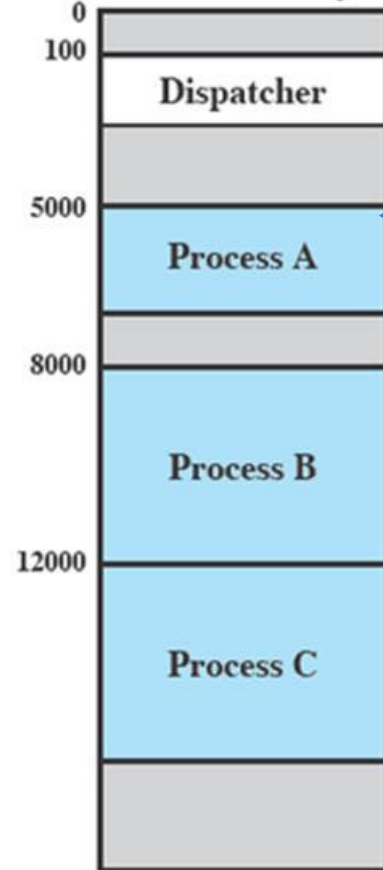 0
100
Dispatcher
5000
Process A
8000
Process B
12000
Process C